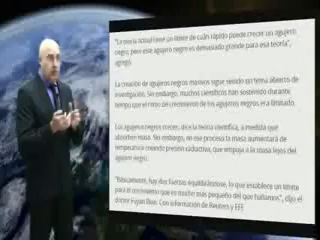 "La teoría actual tiene un límite de cuán rápido puede crecer un agujero
negro, pero este agujero negro es demasiado grande para esa teoría",
agregó.
La creación de agujeros negros masivos sigue siendo un tema abierto de
investigación. Sin embargo, muchos científicos han sostenido durante
tiempo que el ritmo del crecimiento de los agujeros negros era limitado.
Los agujeros negros crecen, dice la teoría científica, a medida que
absorben masa. Sin embargo, en ese proceso la masa aumentará de
temperatura creando presión radiactiva, que empuja a la masa lejos del
agujero negro.
"Básicamente, hay dos fuerzas equilibrándose, lo que establece un límite
para el crecimiento que es mucho más pequeño del que hallamos", dijo el
doctor Fuyan Bian. Con información de Reuters y EFE